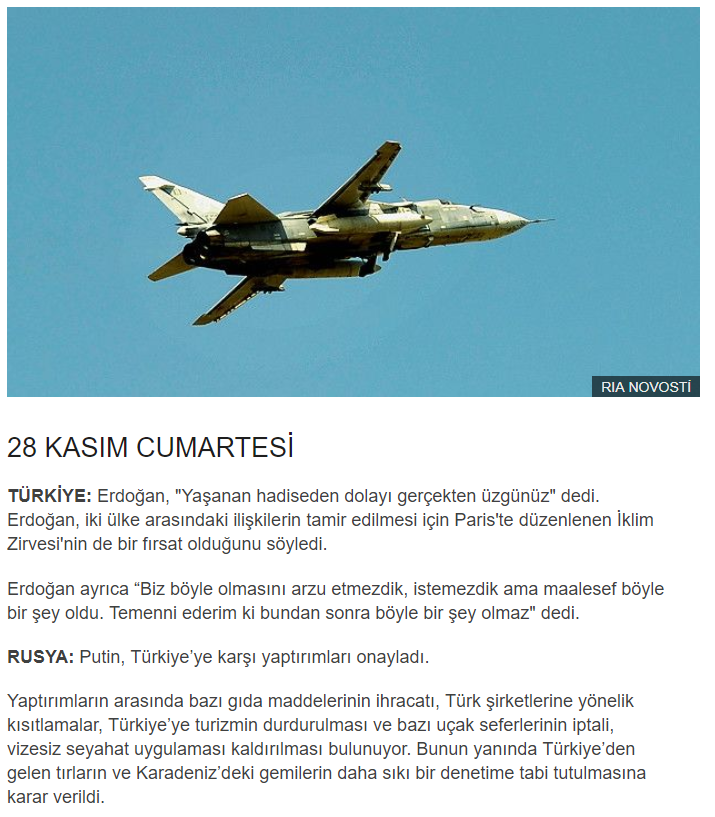 RIA NOVOSTİ
28 KASIM CUMARTESİ
TÜRKİYE: Erdoğan, "Yaşanan hadiseden dolayı gerçekten üzgünüz" dedi.
Erdoğan, iki ülke arasındaki ilişkilerin tamir edilmesi için Paris'te düzenlenen İklim
Zirvesi'nin de bir fırsat olduğunu söyledi.
Erdoğan ayrıca “Biz böyle olmasını arzu etmezdik, istemezdik ama maalesef böyle
bir şey oldu. Temenni ederim ki bundan sonra böyle bir şey olmaz" dedi.
RUSYA: Putin, Türkiye’ye karşı yaptırımları onayladı.
Yaptırımların arasında bazı gıda maddelerinin ihracatı, Türk şirketlerine yönelik
kısıtlamalar, Türkiye’ye turizmin durdurulması ve bazı uçak seferlerinin iptali,
vizesiz seyahat uygulaması kaldırılması bulunuyor. Bunun yanında Türkiye’den
gelen tırların ve Karadeniz’deki gemilerin daha sıkı bir denetime tabi tutulmasına
karar verildi.